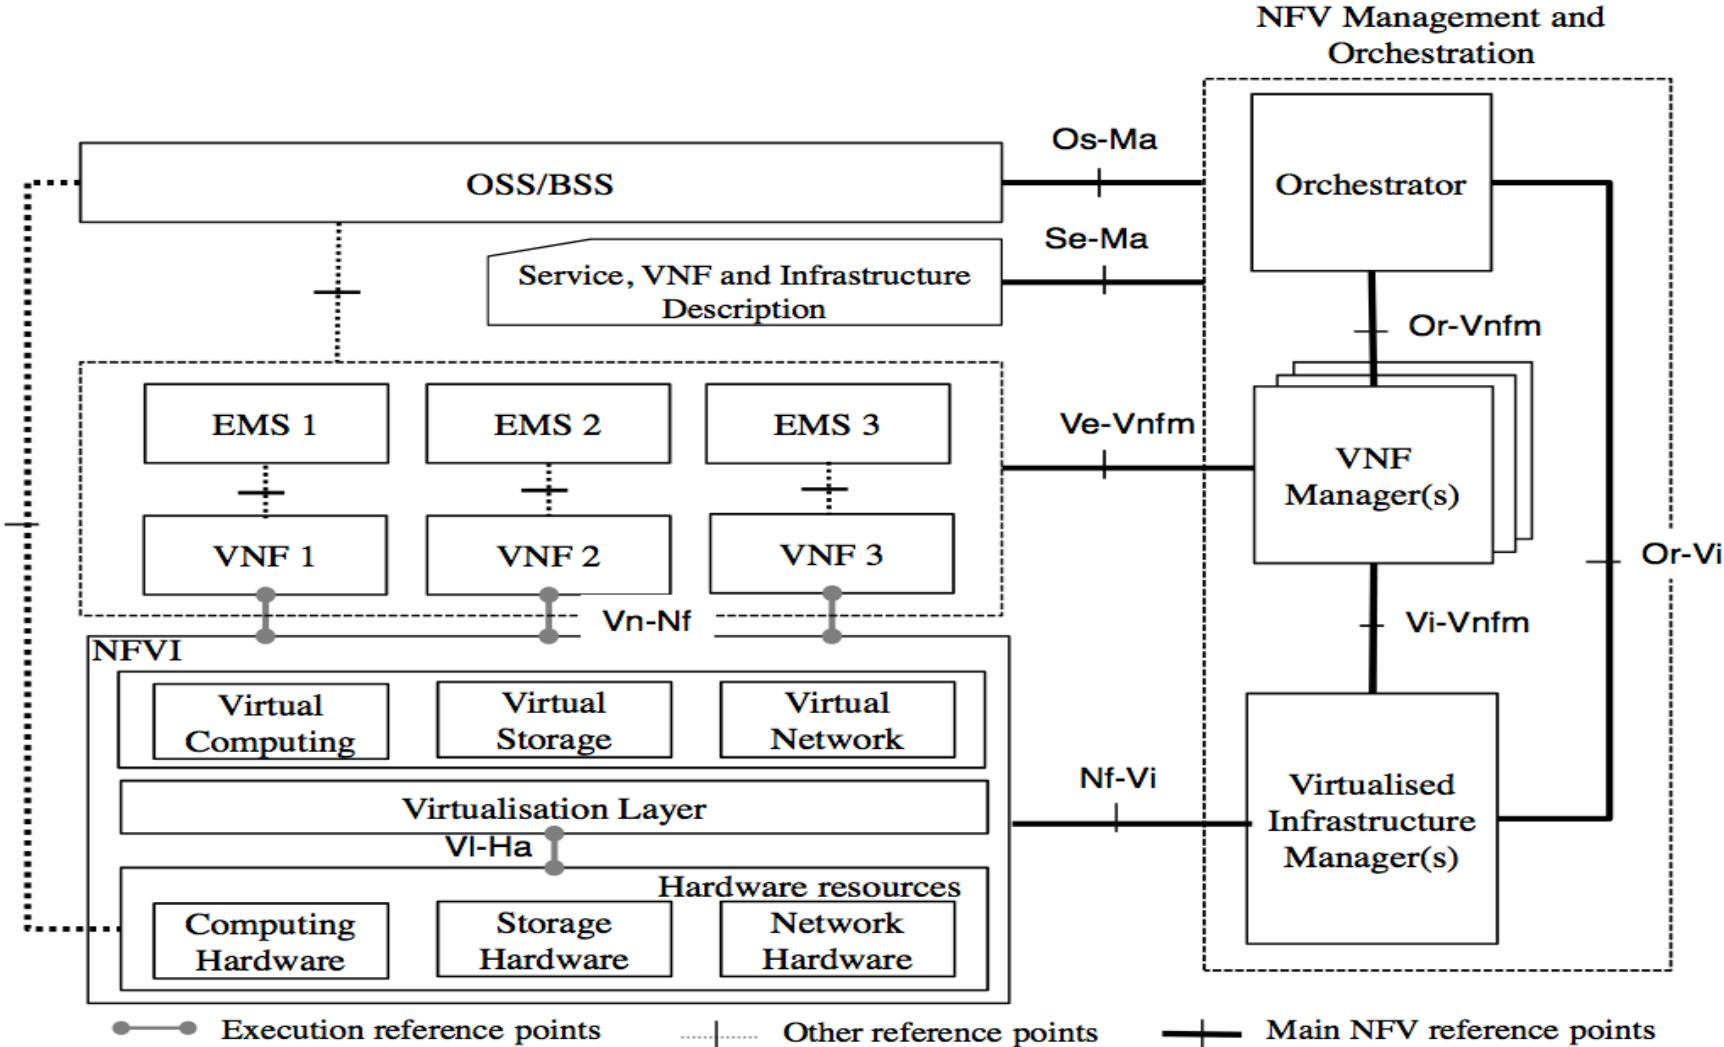 NFV Management and
Orchestration
Os-Ma
OSS/BSS
Orchestrator
Se-Ma
Service, VNF and Infrastructure
Description
Or-Vnfm
EMS 1
EMS 2
EMS 3
Ve-Vnfm
VNF
Manager(s)
VNF 1
VNF 2
VNF 3
Or-Vi
Vn-Nf
Vi-Vnfm
NFVI
Virtual
Computing
Virtual
Storage
Virtual
Network
Nf-Vi
Virtualised
Infrastructure
Manager(s)
Virtualisation Layer
Vl-Ha
Hardware resources
Computing
Hardware
Storage
Hardware
Network
Hardware
Execution reference points
Other reference points
Main NFV reference points